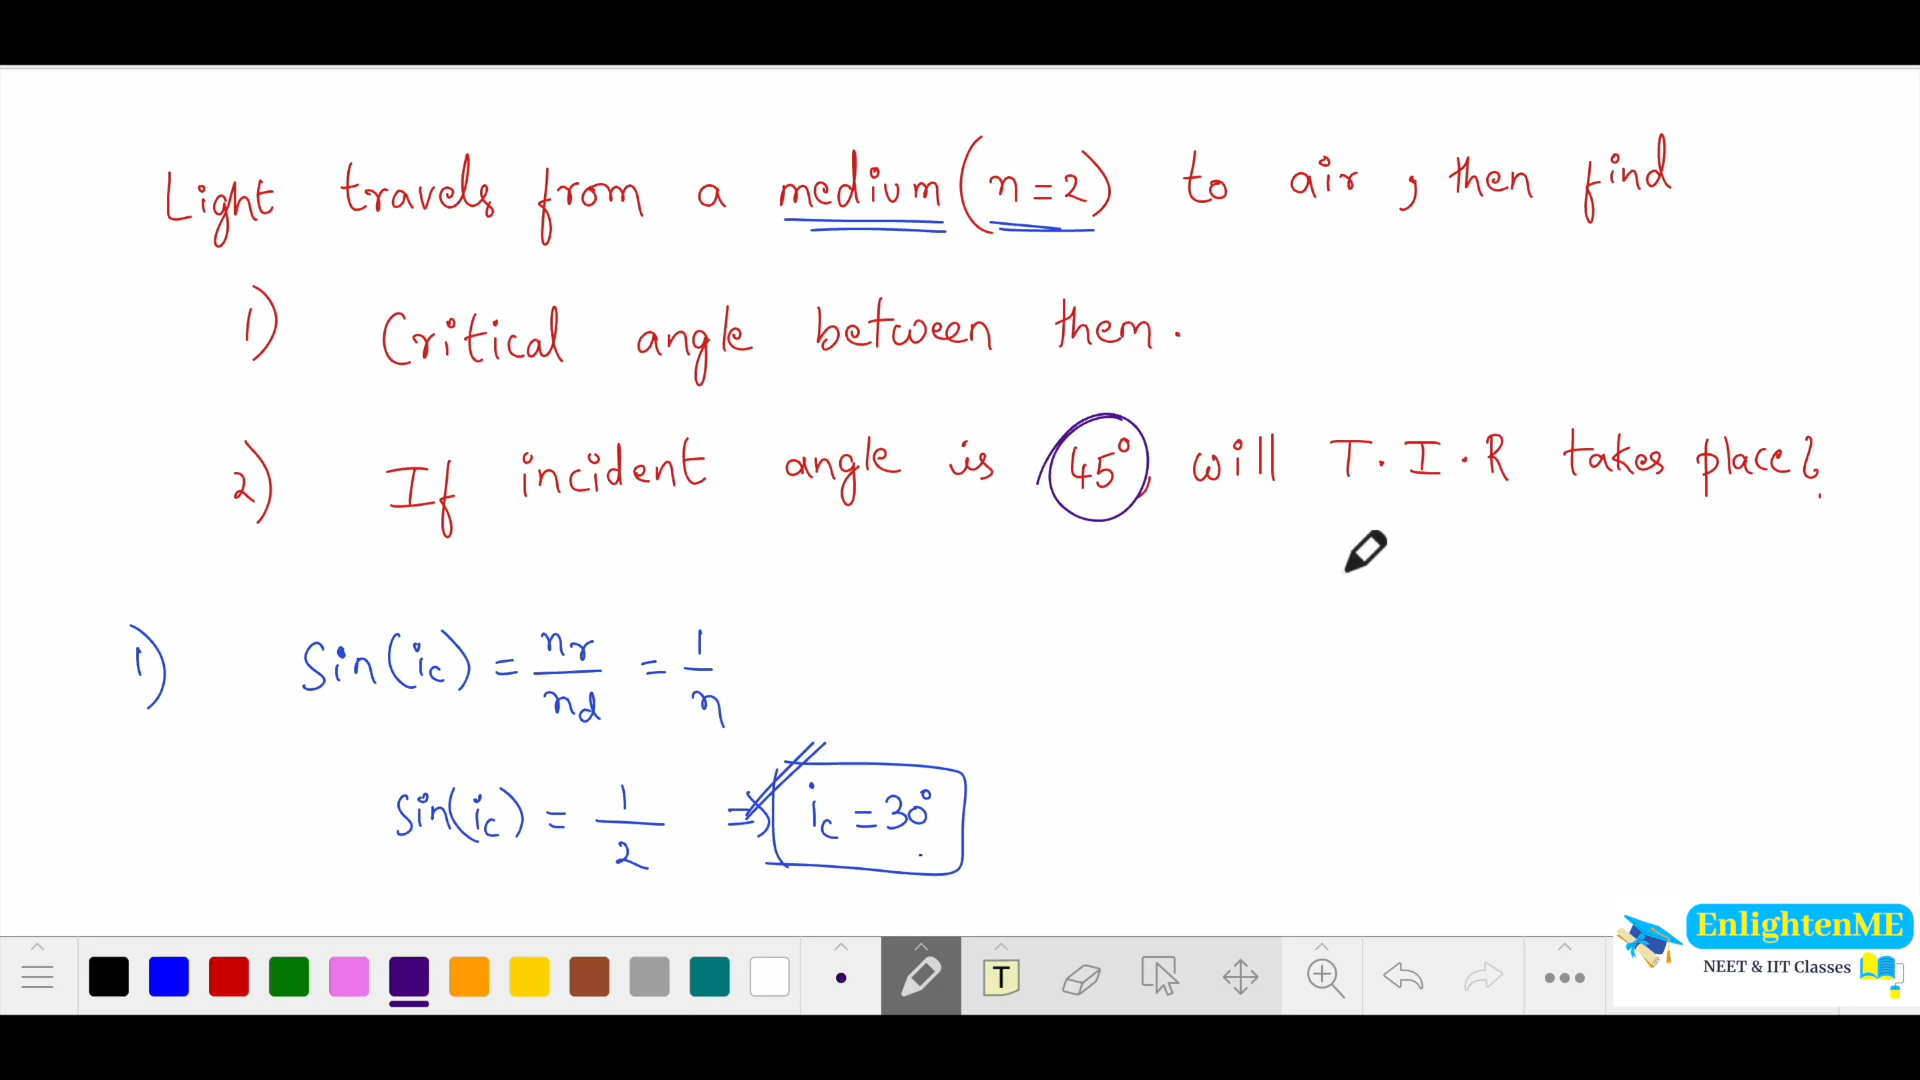 Light travels from a medium (n = 2) to air, then find
1) Critical angle between them.
2) If incident angle is 45° will T.I.R takes place?
1) Sin(ic) = nr/nd = 1/n
Sin(ic) = 1/2 => ic = 30°
T
EnlightenME
NEET & IIT Classes